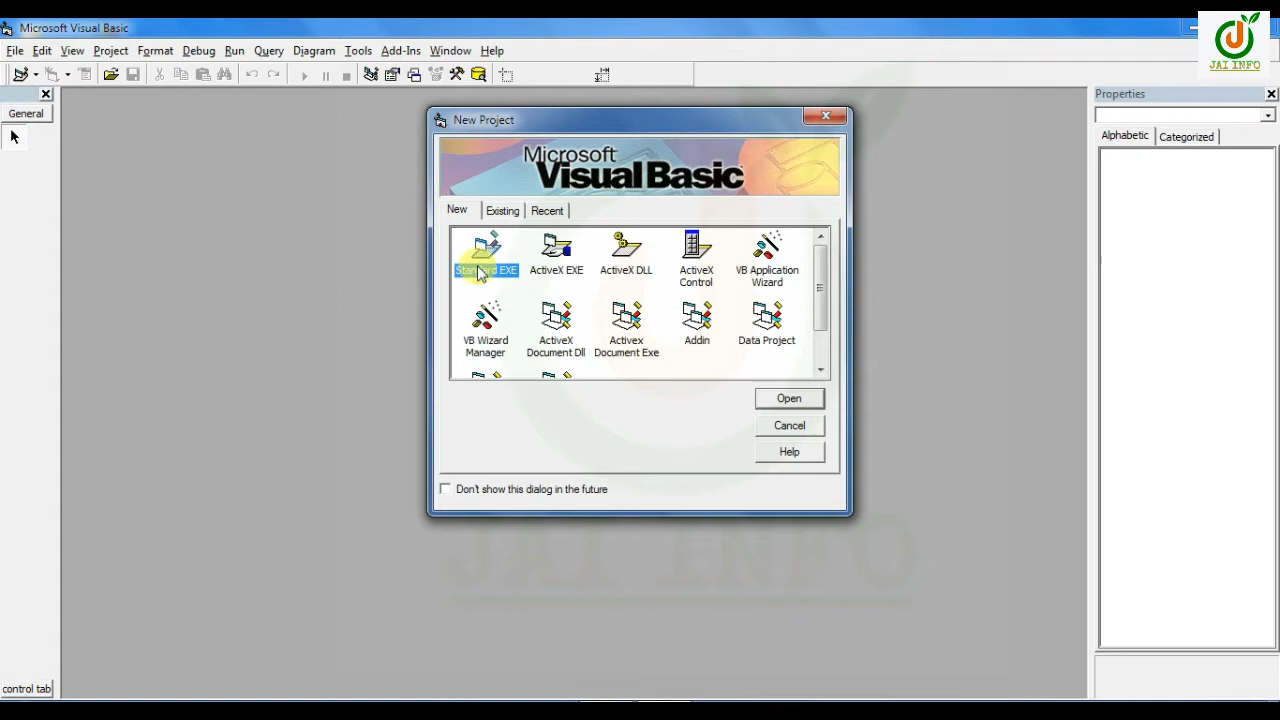 Microsoft Visual Basic
JAI INFO
File Edit View Project Format Debug Run Query Diagram Tools Add-Ins Window Help
General
Properties
Alphabetic Categorized
New Project
Microsoft
Visual Basic
New Existing Recent
Standard EXE ActiveX EXE ActiveX DLL ActiveX Control VB Application Wizard
VB Wizard Manager ActiveX Document Dll Activex Document Exe Addin Data Project
Open
Cancel
Help
Don't show this dialog in the future
JAI INFO
control tab